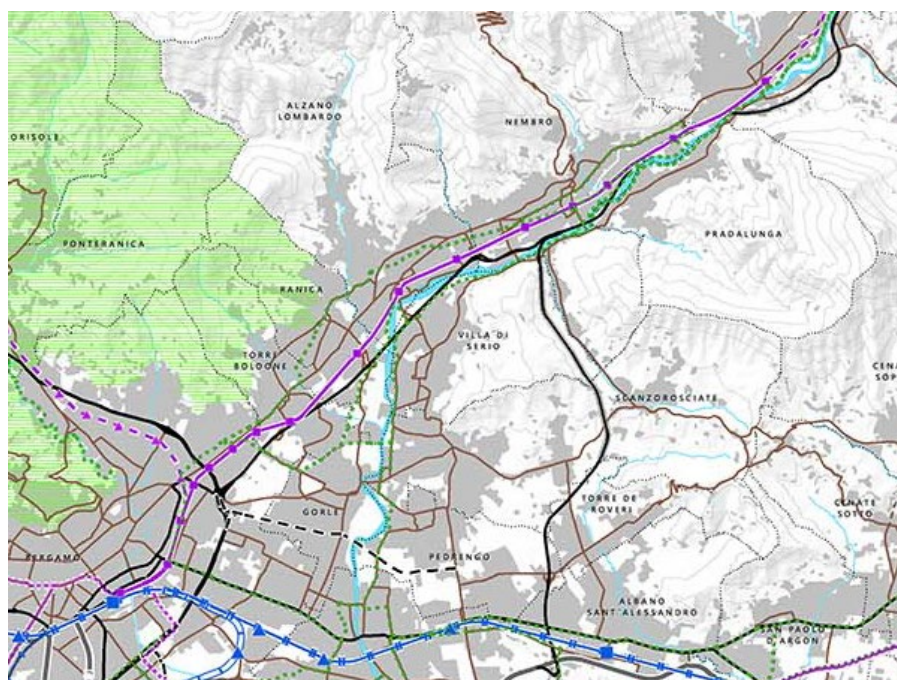 ALZANO
LOMBARDO
NEMBRO
ORISOLE
PONTERANICA
PRADALUNGA
RANICA
VILLA DI
SERIO
TORRE
BOLDONE
CENA
SOP
SCANZOROSCIATE
TORRE DE
ROVERI
CENATE
SOTTO
GORLE
BERGAMO
PEDRENGO
ALBANO
SANT'ALESSANDRO
SAN PAOLO
D'ARGON